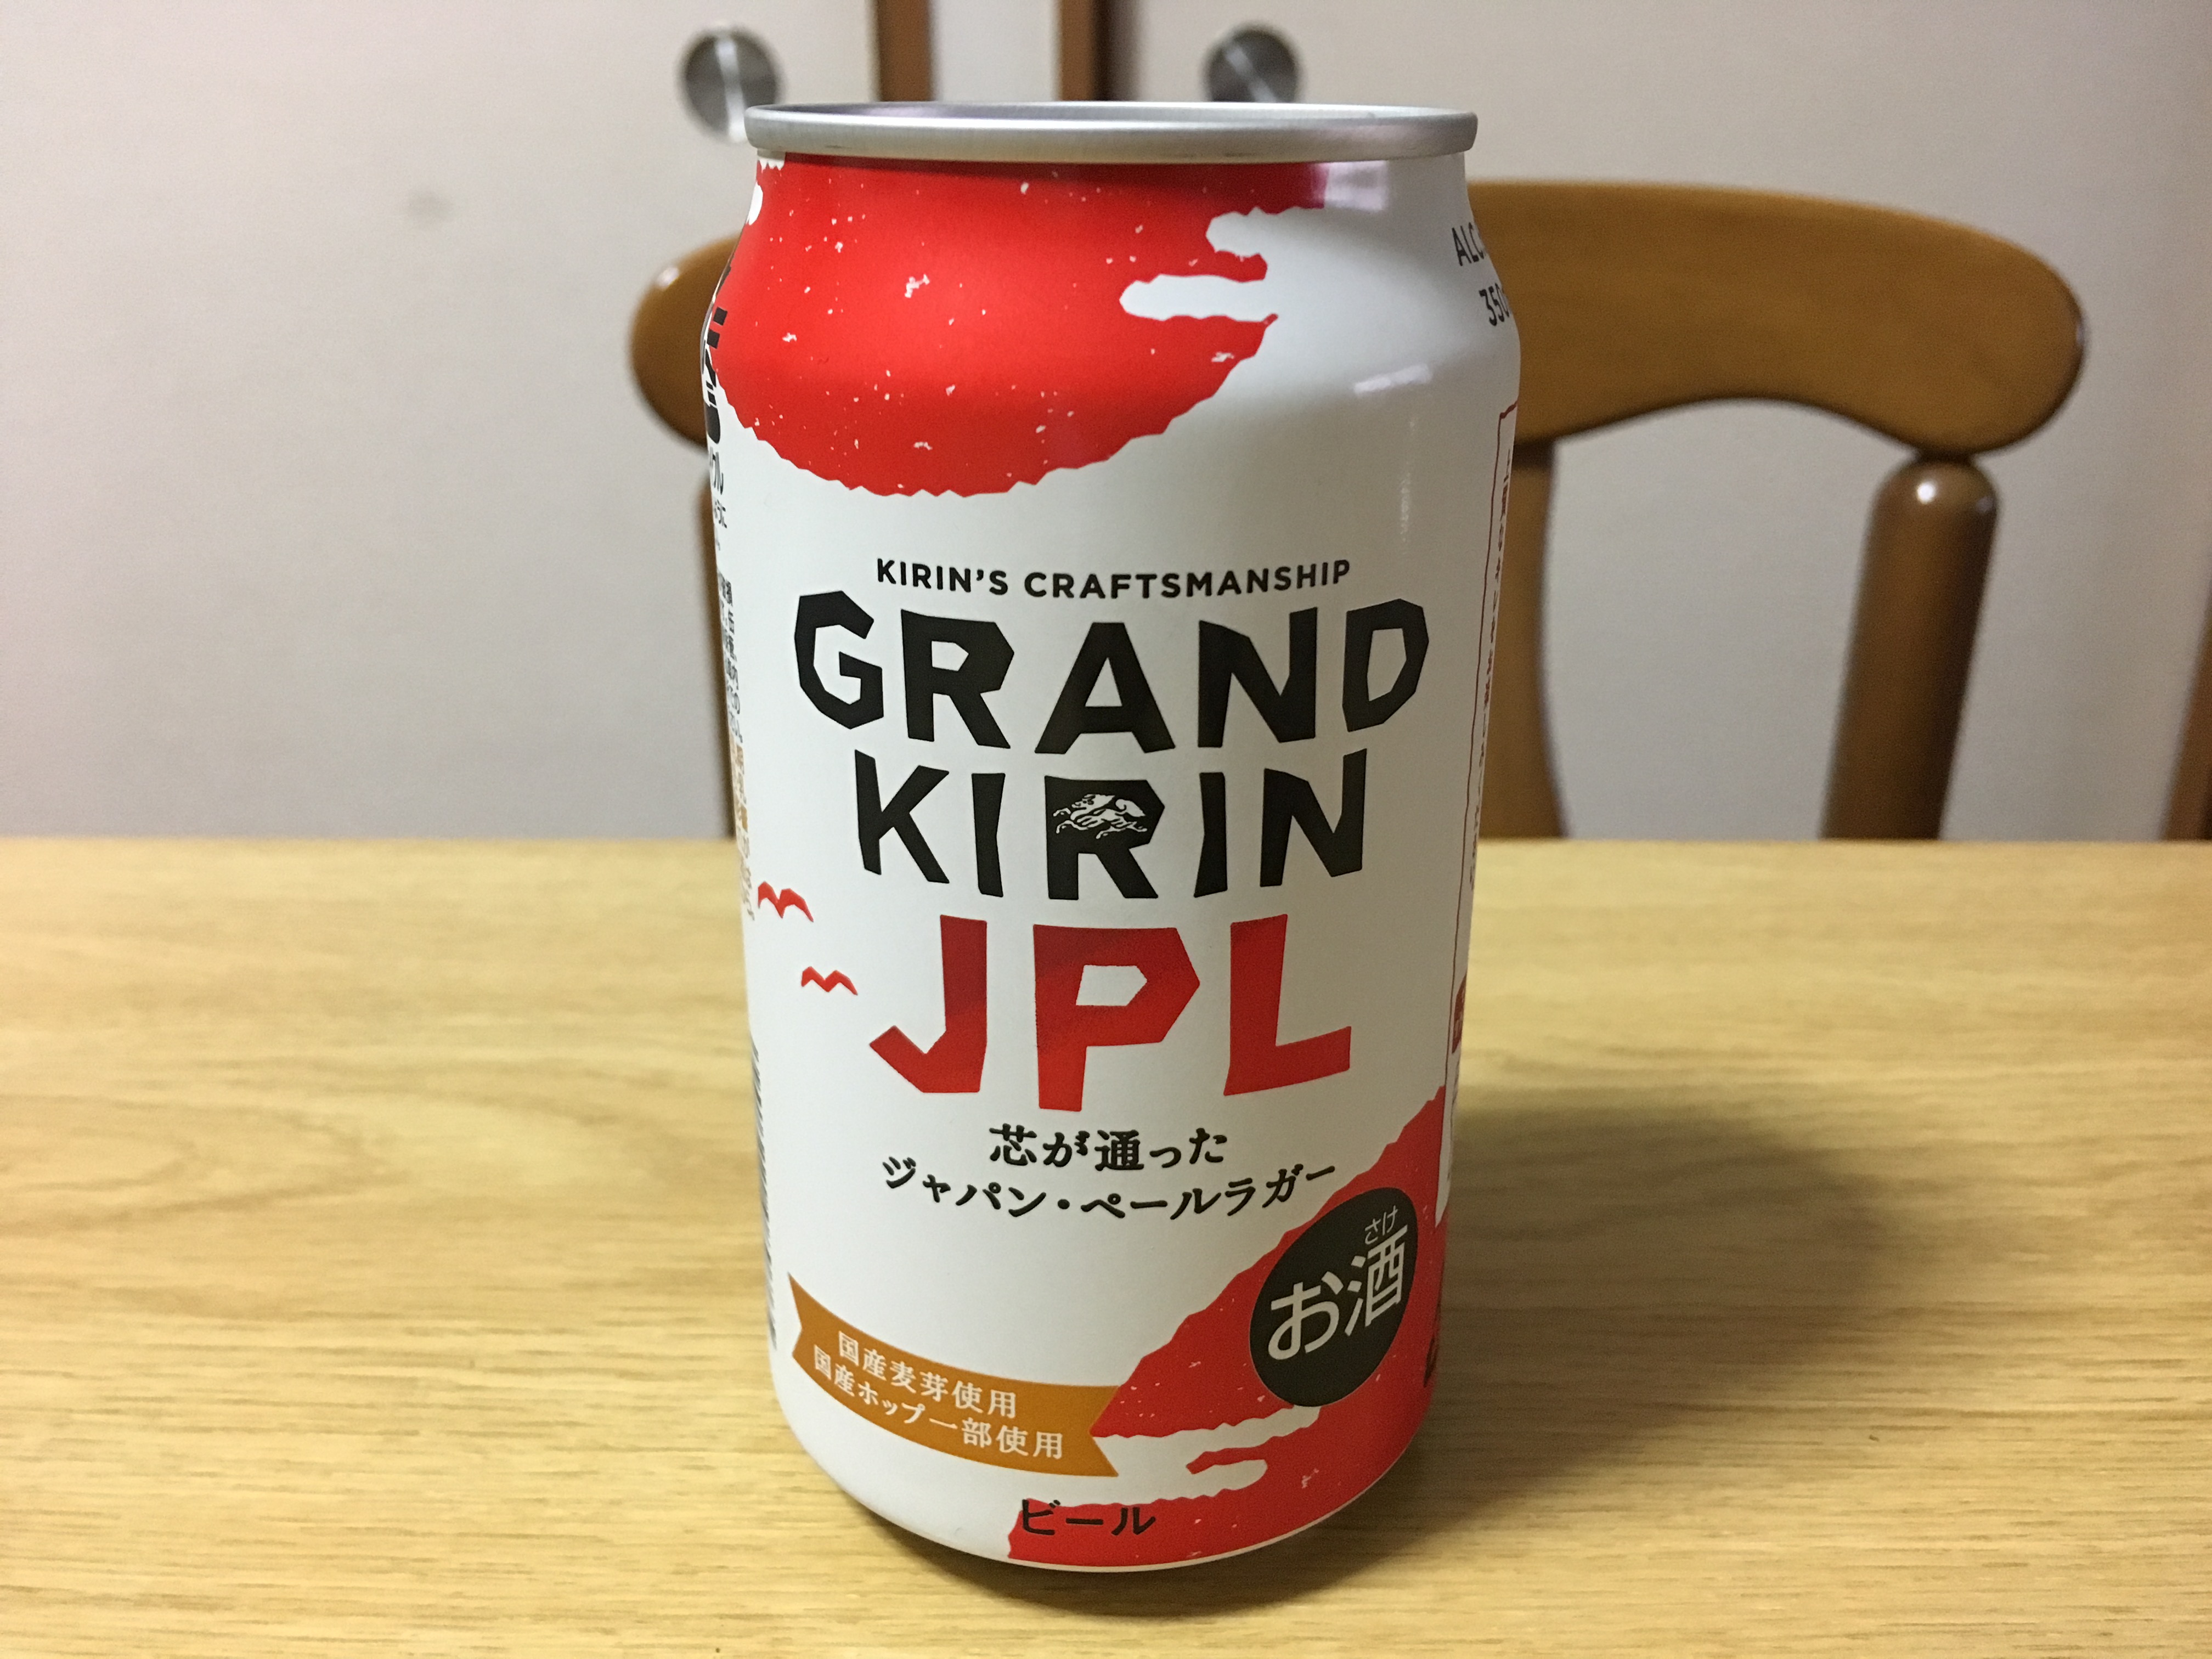 KIRIN'S CRAFTSMANSHIP
GRAND
KIRIN
JPL
芯が通った
ジャパン・ペールラガー
さけ
お酒
国産麦芽使用
国産ホップ一部使用
ビール
ALC.
350